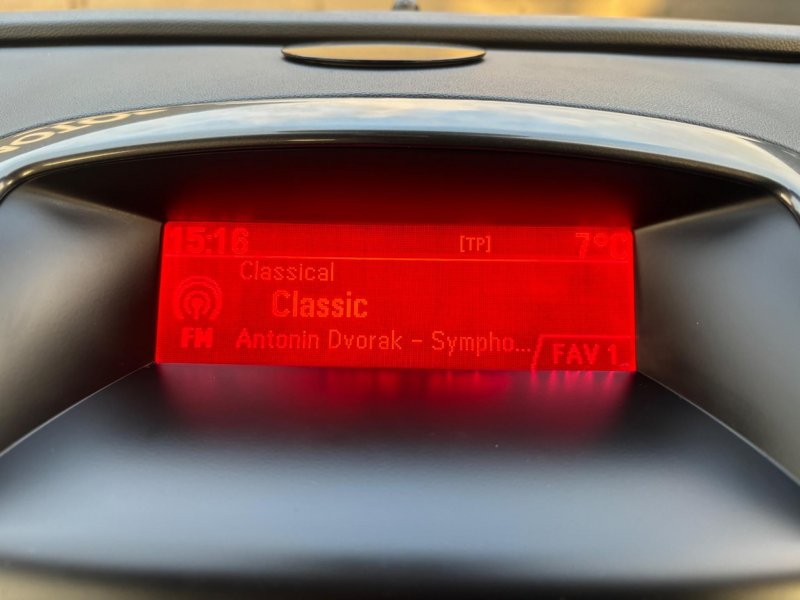 15:16 [TP] 7°C
Classical
Classic
FM
Antonin Dvorak - Sympho...
FAV 1